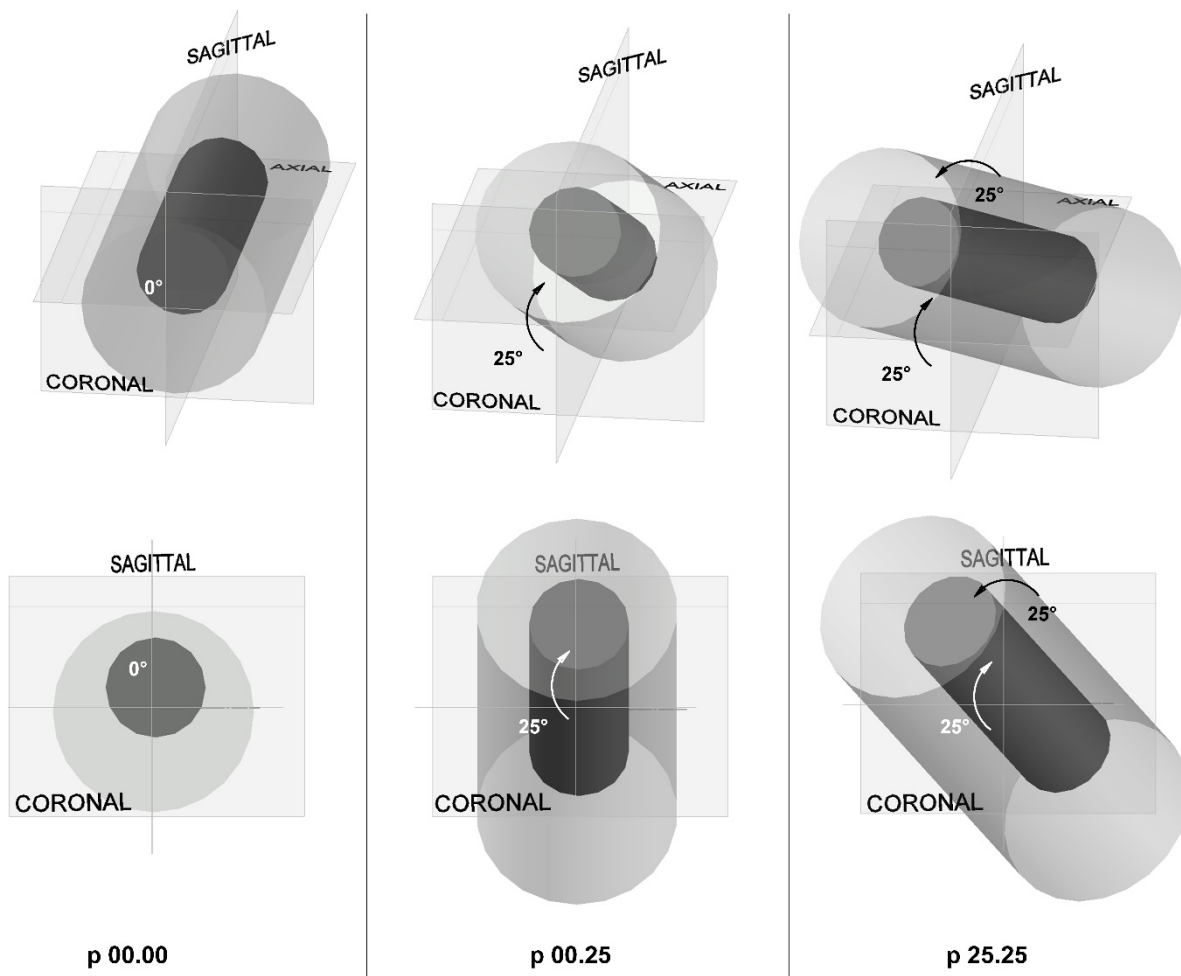 SAGITTAL
AXIAL
0°
CORONAL
SAGITTAL
0°
CORONAL
p 00.00
SAGITTAL
AXIAL
25°
CORONAL
SAGITTAL
25°
CORONAL
p 00.25
SAGITTAL
25°
AXIAL
25°
CORONAL
SAGITTAL
25°
25°
CORONAL
p 25.25